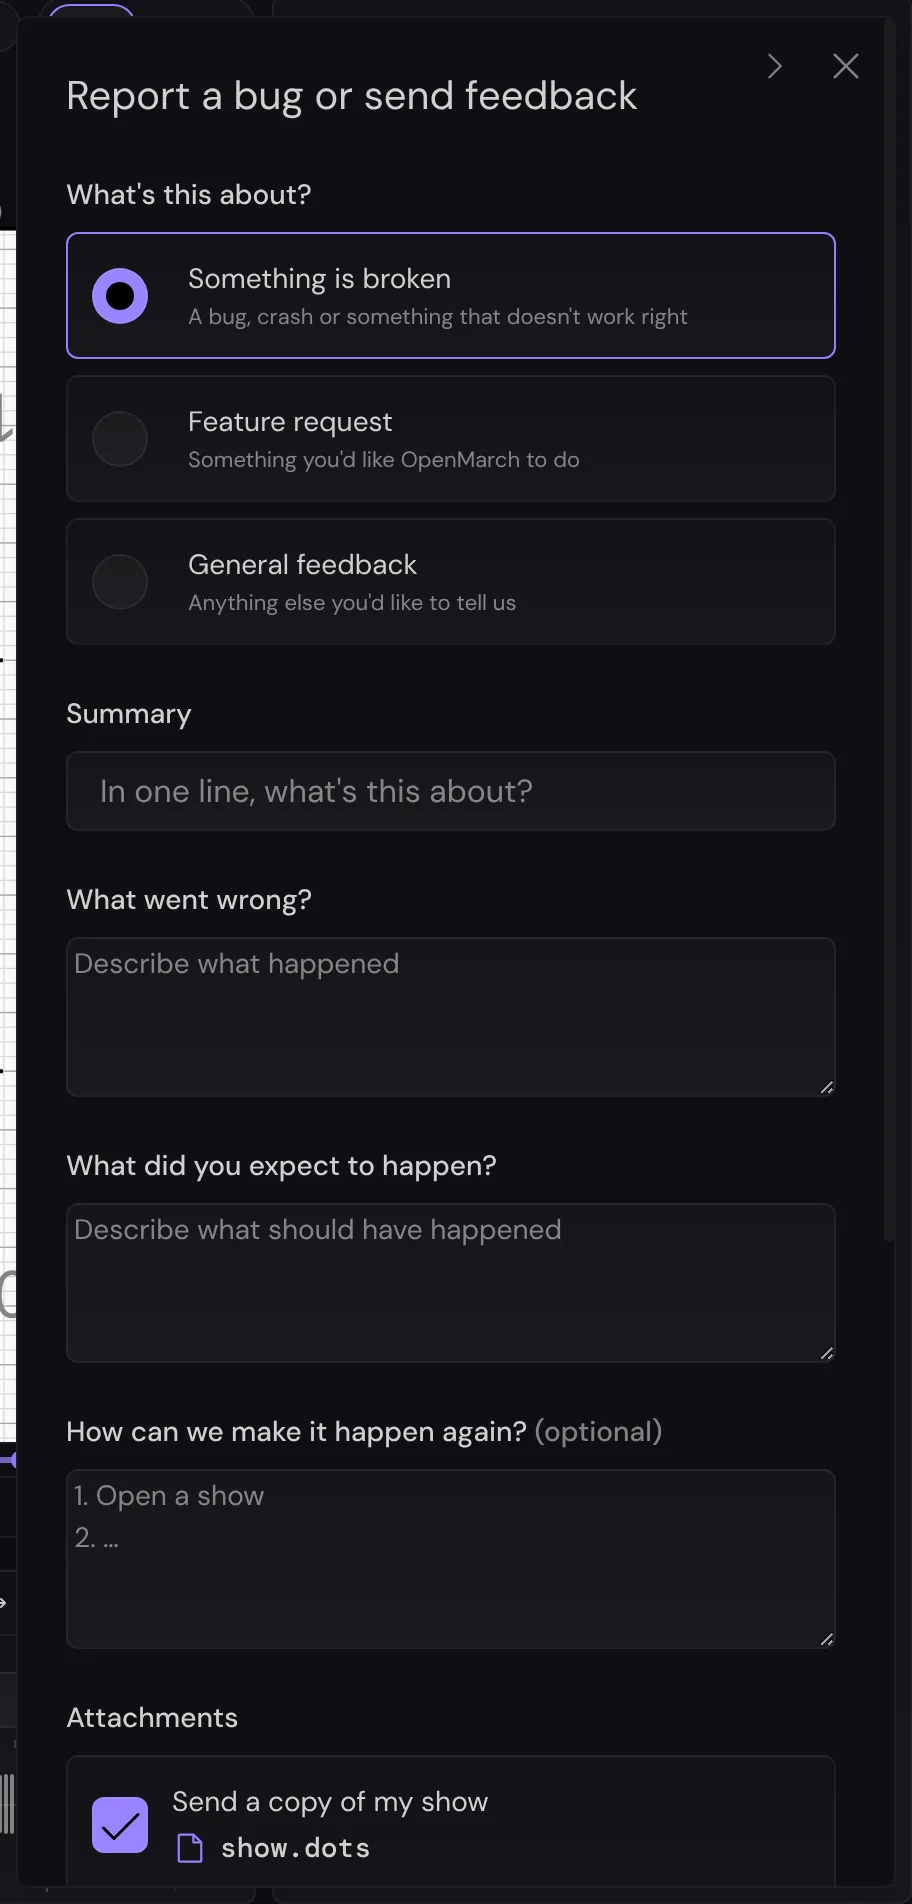 Report a bug or send feedback
What's this about?
Something is broken
A bug, crash or something that doesn't work right
Feature request
Something you'd like OpenMarch to do
General feedback
Anything else you'd like to tell us
Summary
In one line, what's this about?
What went wrong?
Describe what happened
What did you expect to happen?
Describe what should have happened
How can we make it happen again? (optional)
1. Open a show
2. ...
Attachments
Send a copy of my show
show.dots